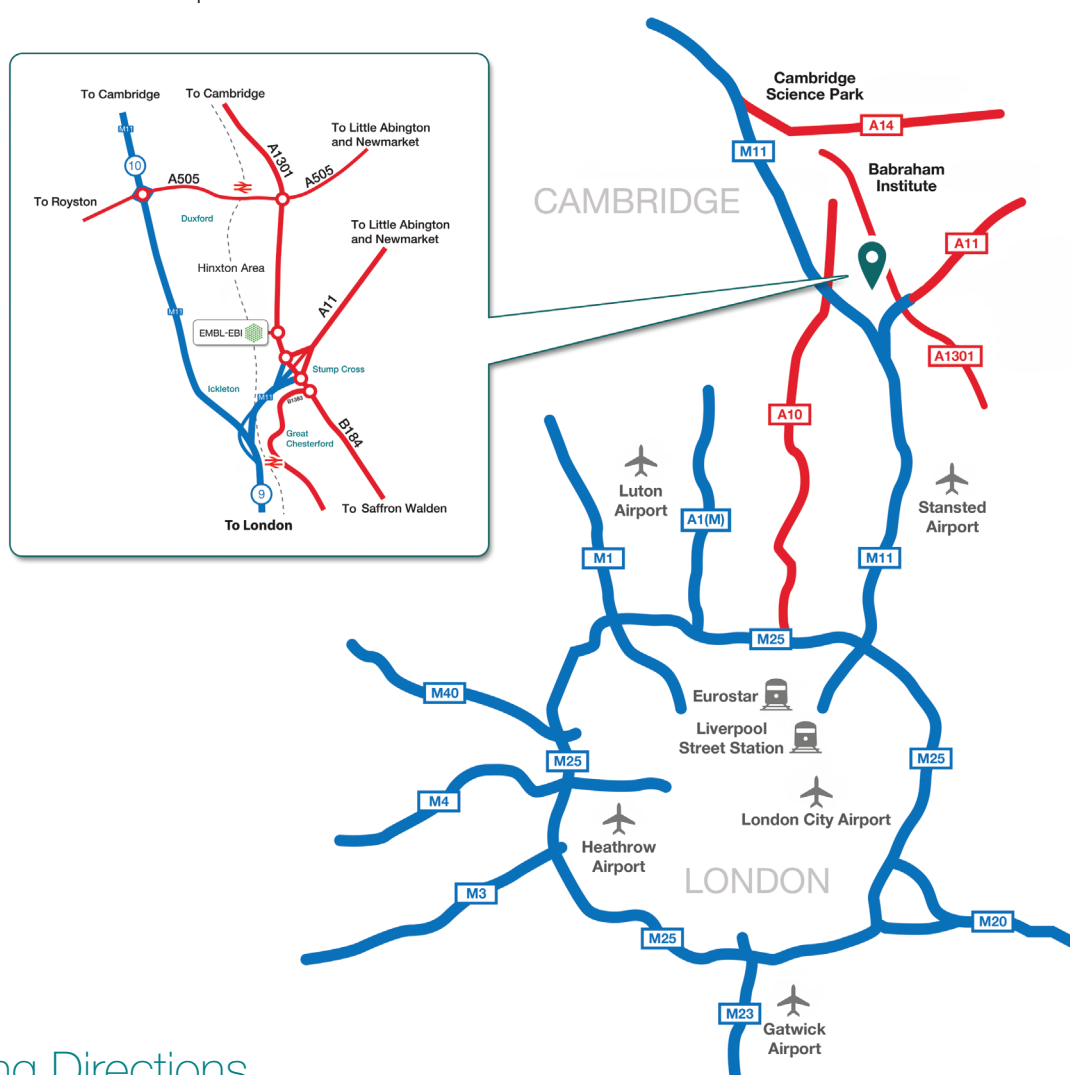 To Cambridge
To Cambridge
M11
10
A1301
To Little Abington
and Newmarket
A505
A505
To Royston
Duxford
To Little Abington
and Newmarket
Hinxton Area
M11
A11
EMBL-EBI
Stump Cross
Ickleton
M11
B1383
Great
Chesterford
B184
9
To Saffron Walden
To London
Cambridge
Science Park
A14
M11
Babraham
Institute
CAMBRIDGE
A11
A1301
A10
Luton
Airport
A1(M)
Stansted
Airport
M1
M11
M25
M40
Eurostar
Liverpool
Street Station
M25
M25
M4
London City Airport
Heathrow
Airport
LONDON
M3
M20
M25
M23
Gatwick
Airport
Directions